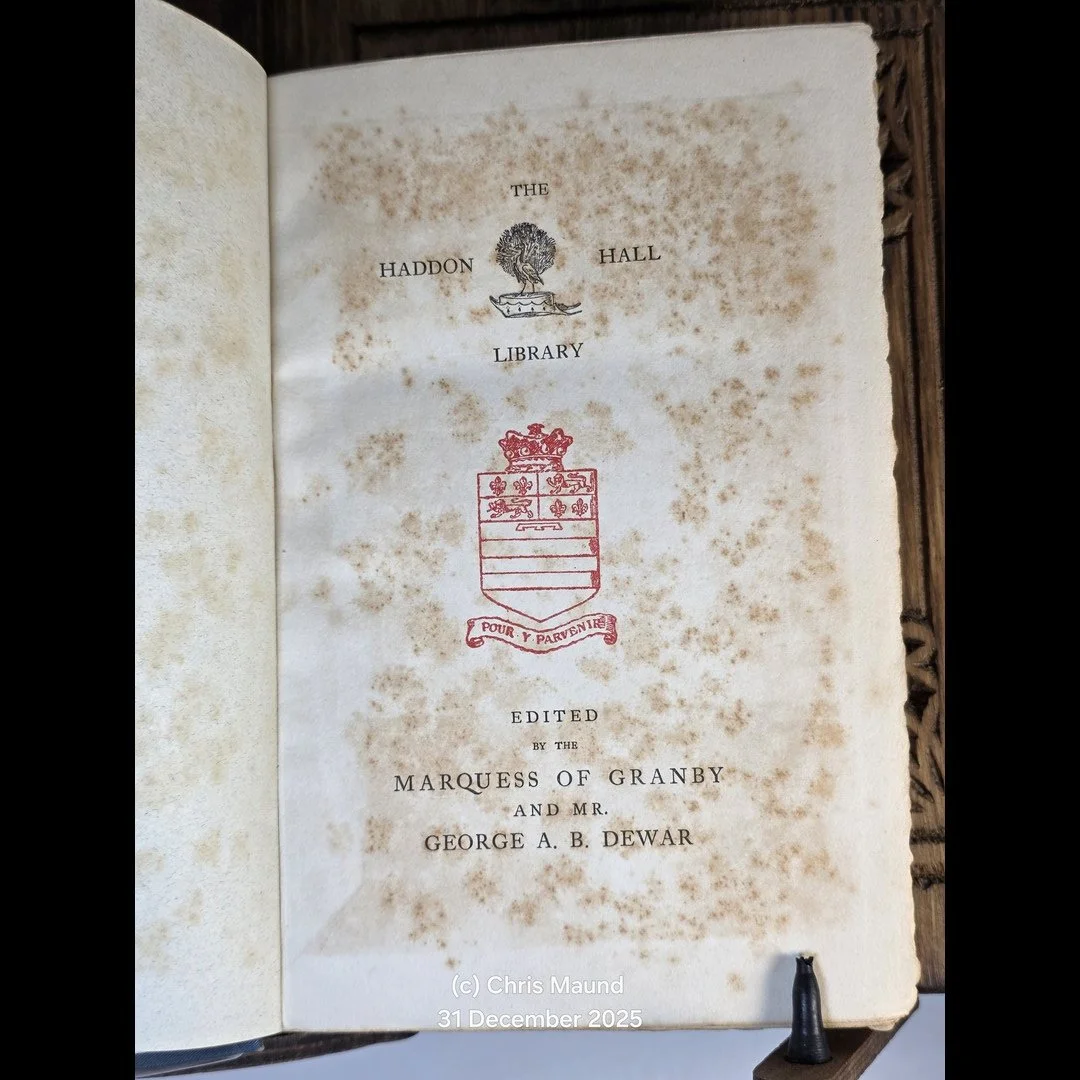 THE
HADDON HALL
LIBRARY
POUR Y PARVENIR
EDITED
BY THE
MARQUESS OF GRANBY
AND MR.
GEORGE A. B. DEWAR
(c) Chris Maund
31 December 2025